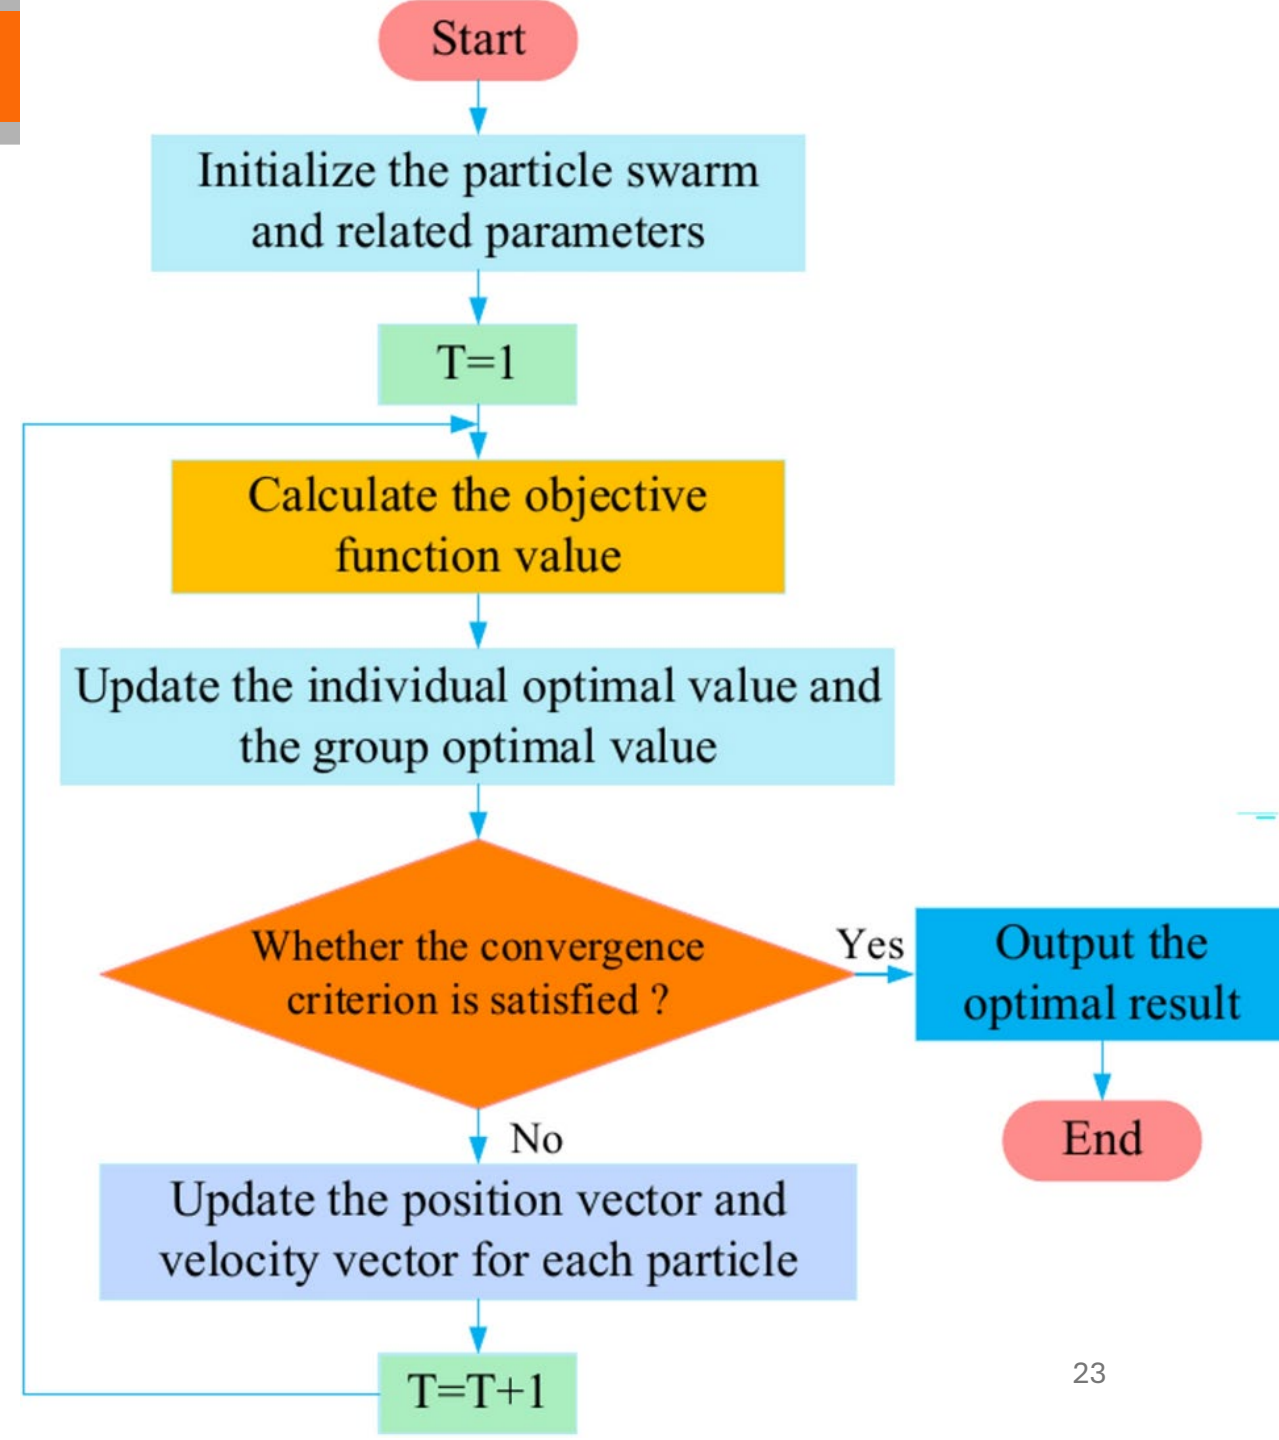 Start
Initialize the particle swarm
and related parameters
T=1
Calculate the objective
function value
Update the individual optimal value and
the group optimal value
Whether the convergence
criterion is satisfied ?
Yes
Output the
optimal result
End
No
Update the position vector and
velocity vector for each particle
T=T+1
23